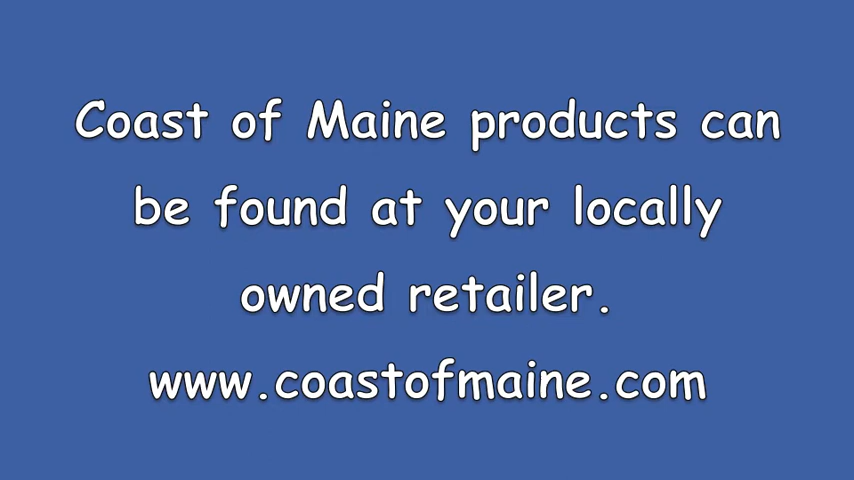 Coast of Maine products can
be found at your locally
owned retailer.
www.coastofmaine.com